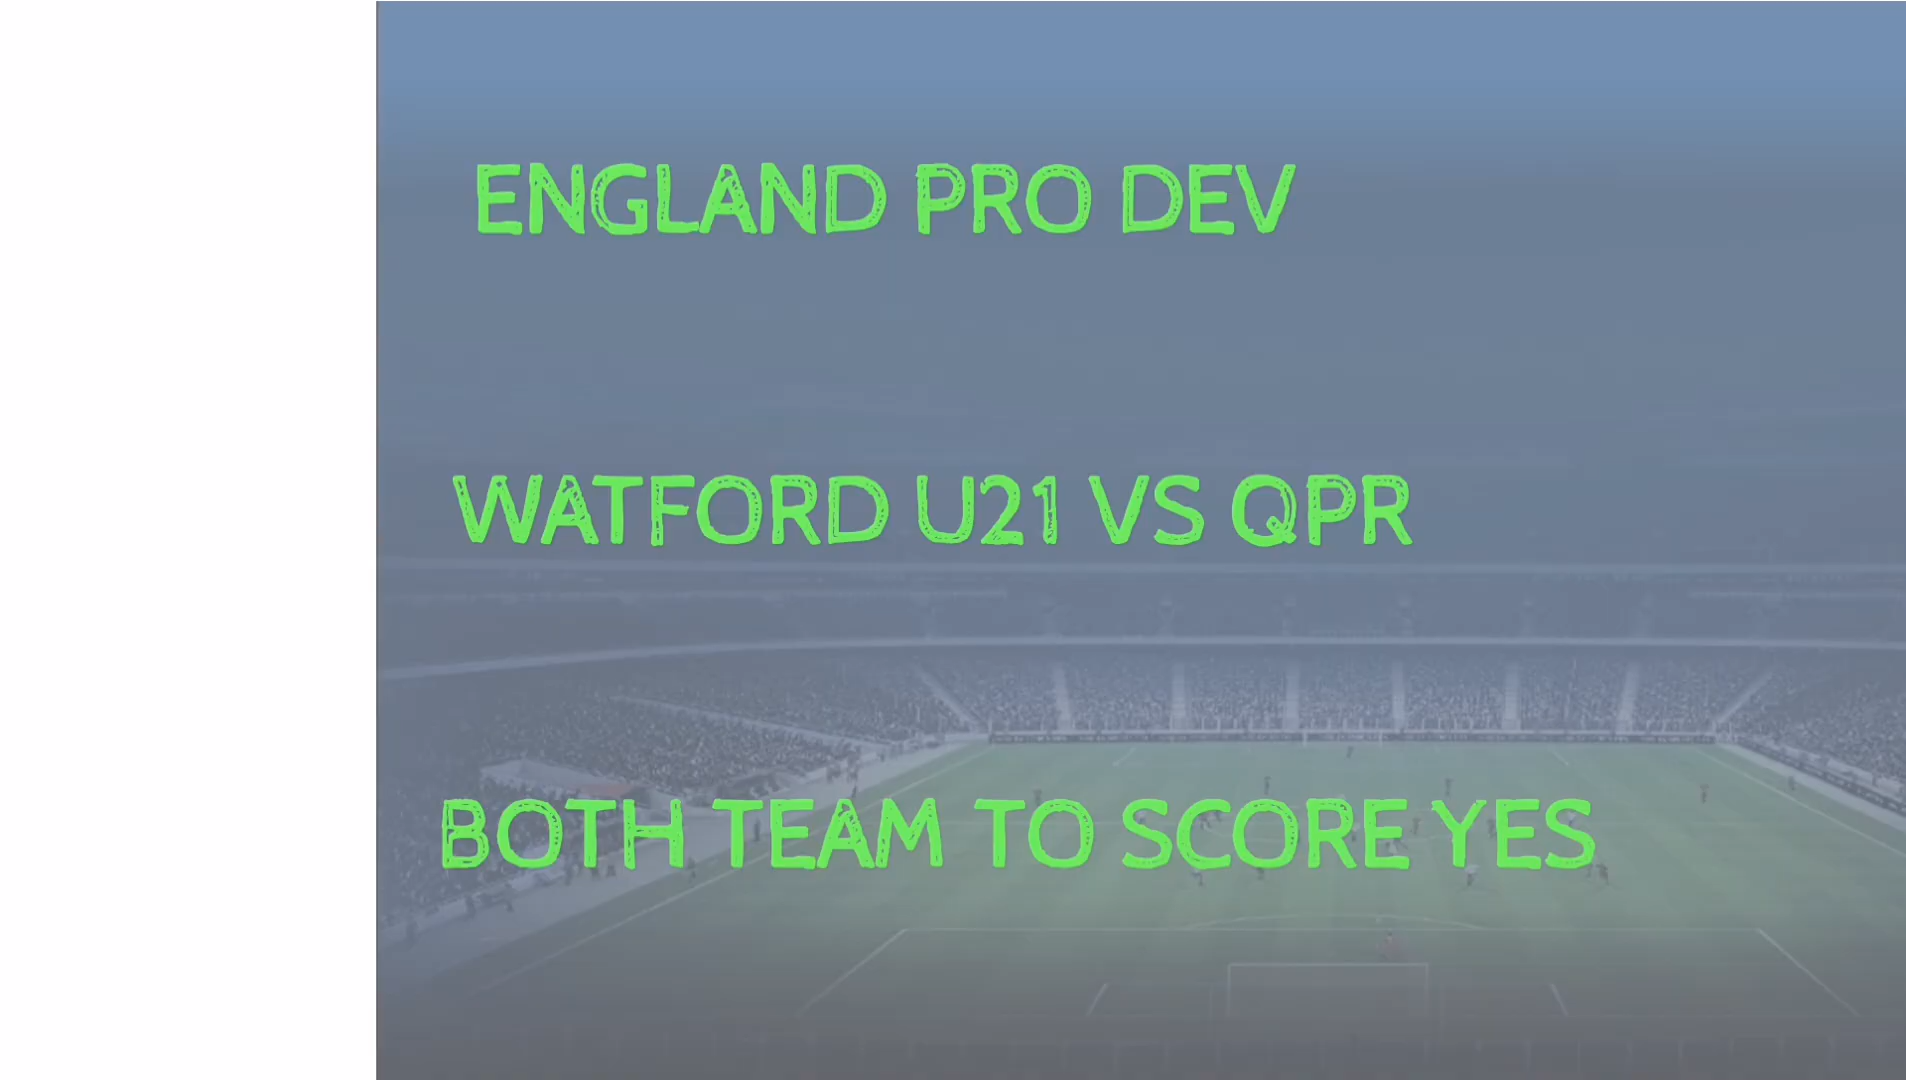 ENGLAND PRO DEV
WATFORD U21 VS QPR
BOTH TEAM TO SCORE YES